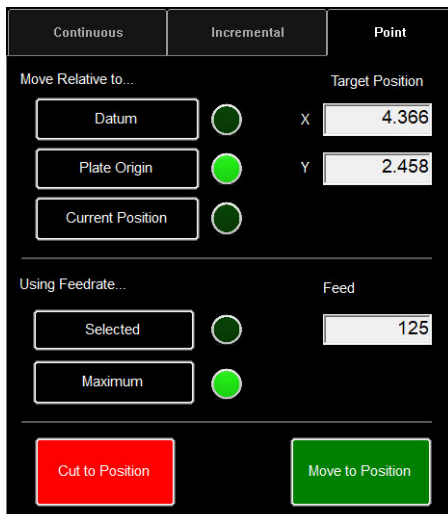 Continuous
Incremental
Point
Move Relative to...
Target Position
Datum
X
4.366
Plate Origin
Y
2.458
Current Position
Using Feedrate...
Feed
Selected
125
Maximum
Cut to Position
Move to Position